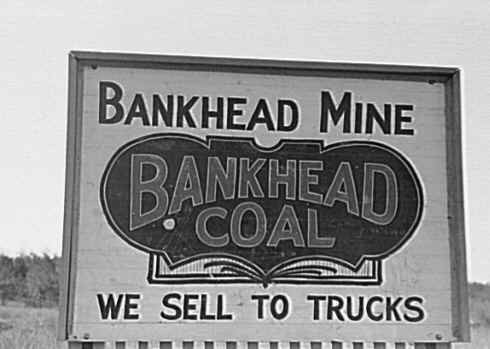 BANKHEAD MINE
BANKHEAD
COAL
WE SELL TO TRUCKS